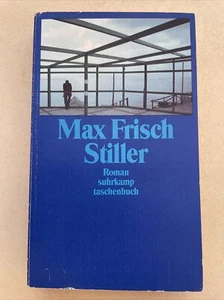 Max Frisch
Stiller
Roman
suhrkamp
taschenbuch